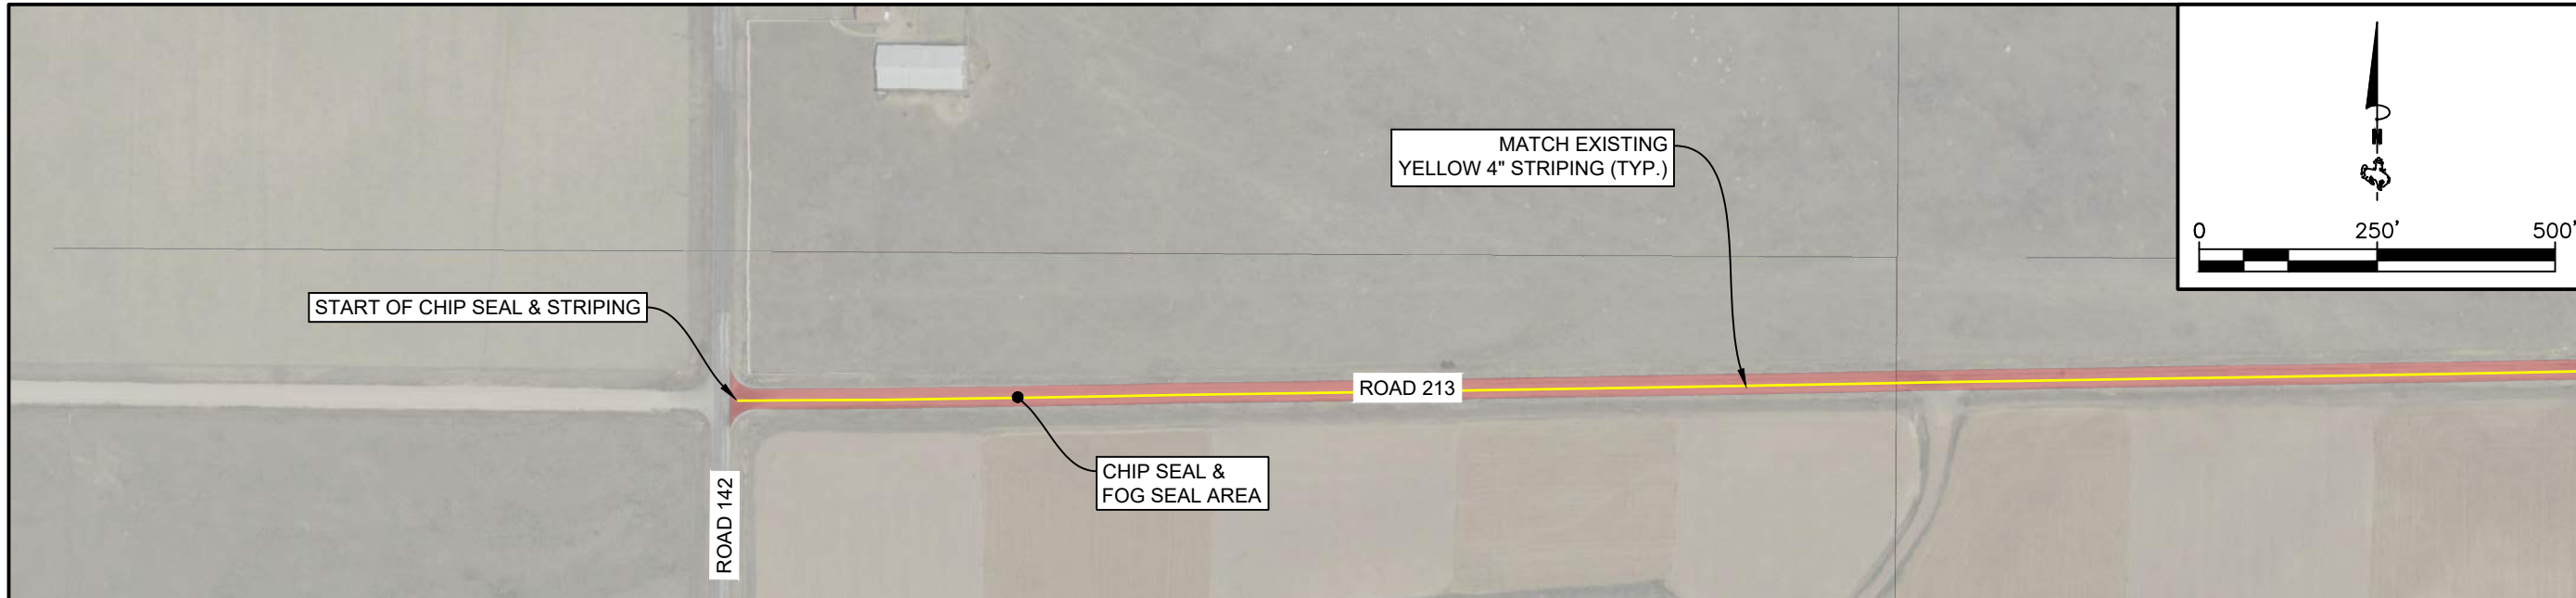 MATCH EXISTING
YELLOW 4" STRIPING (TYP.)
N
0 250' 500'
START OF CHIP SEAL & STRIPING
ROAD 213
CHIP SEAL &
FOG SEAL AREA
ROAD 142